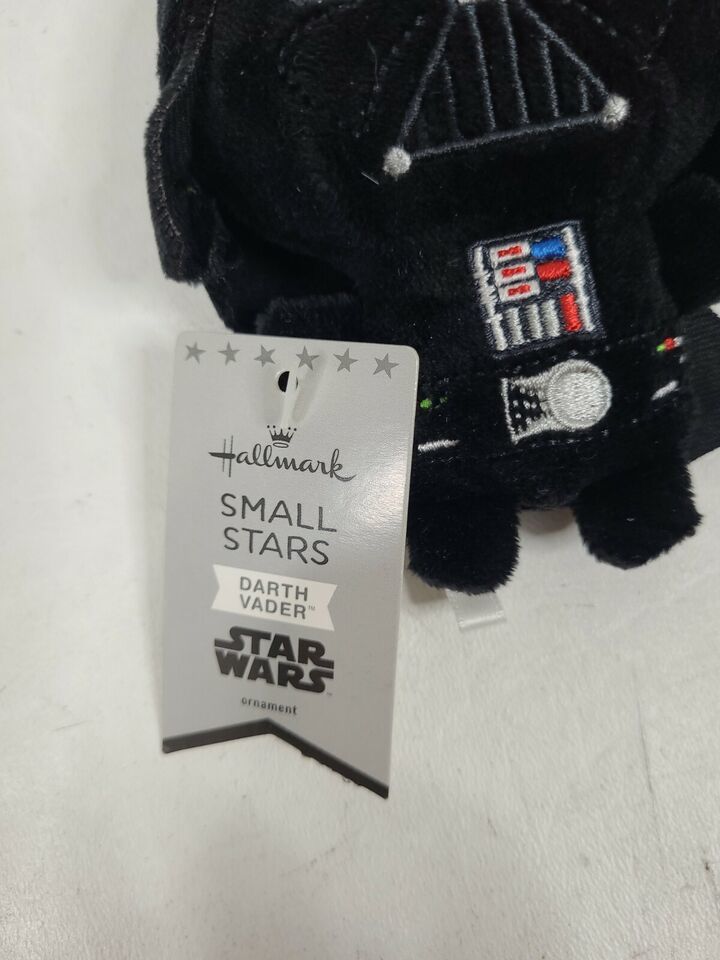 Hallmark
SMALL
STARS
DARTH
VADER™
STAR
WARS
ornament